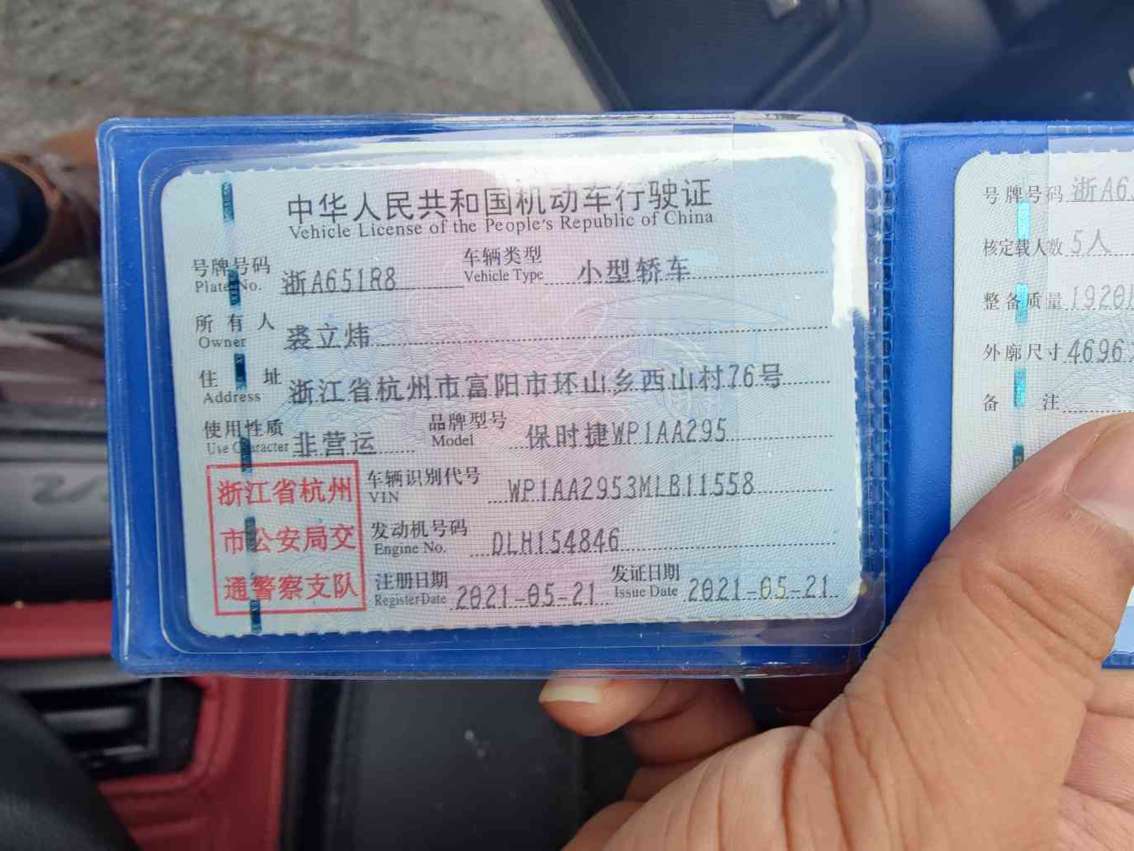 中华人民共和国机动车行驶证
Vehicle License of the People's Republic of China
号牌号码 浙A651R8 车辆类型 小型轿车
Plate No. Vehicle Type
所有人 裘立炜
Owner
住址 浙江省杭州市富阳市环山乡西山村76号
Address
使用性质 非营运 品牌型号 保时捷WP1AA295
Use Character Model
浙江省杭州
市公安局交
通警察支队
车辆识别代号 WP1AA2953MLB11558
VIN
发动机号码 DLH154846
Engine No.
注册日期 2021-05-21 发证日期 2021-05-21
Register Date Issue Date
号牌号码 浙A6
核定载人数 5人
整备质量 1920
外廓尺寸 4696
备注